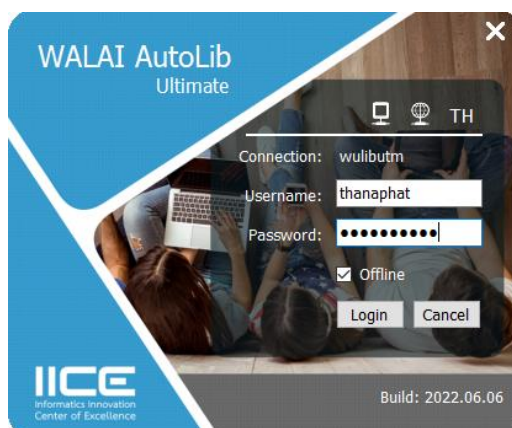 WALAI AutoLib
Ultimate
TH
Connection: wulibutm
Username: thanaphat
Password: ●●●●●●●●●●
Offline
Login Cancel
IICE
Informatics Innovation
Center of Excellence
Build: 2022.06.06